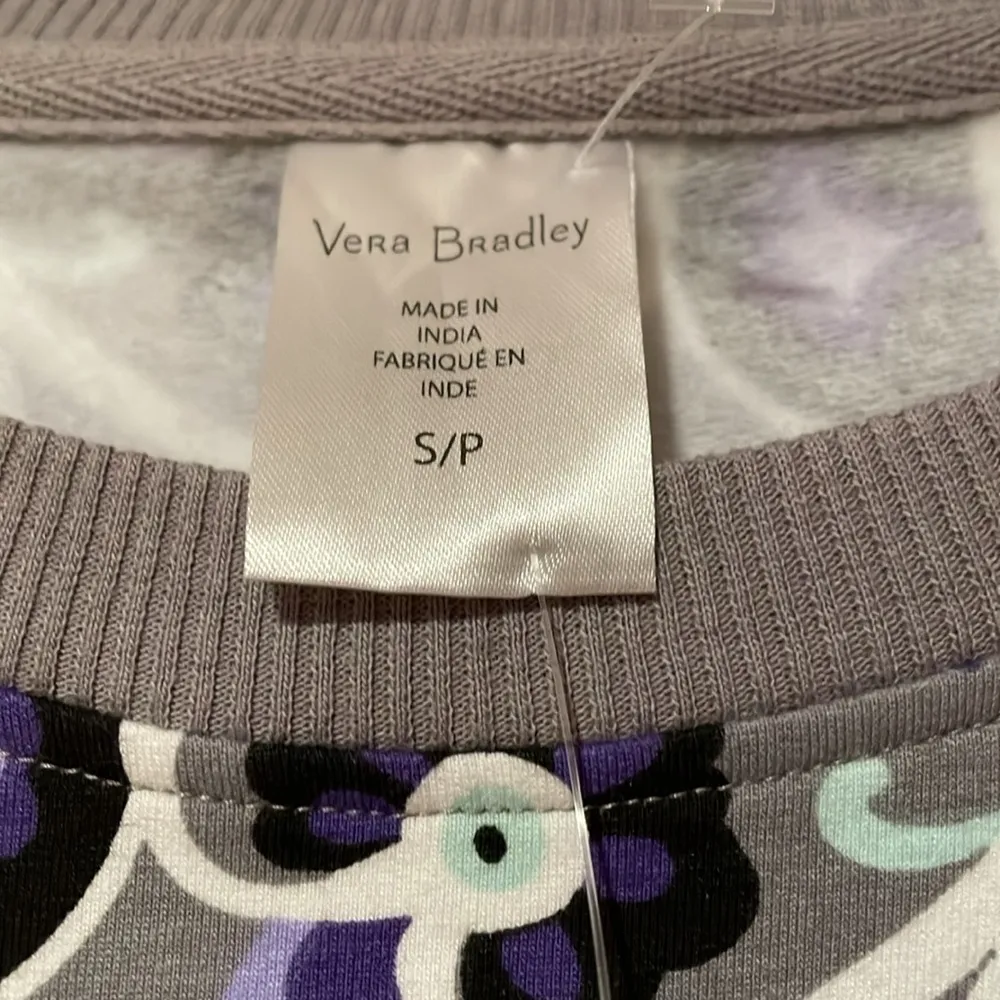 Vera Bradley
MADE IN
INDIA
FABRIQUÉ EN
INDE
S/P